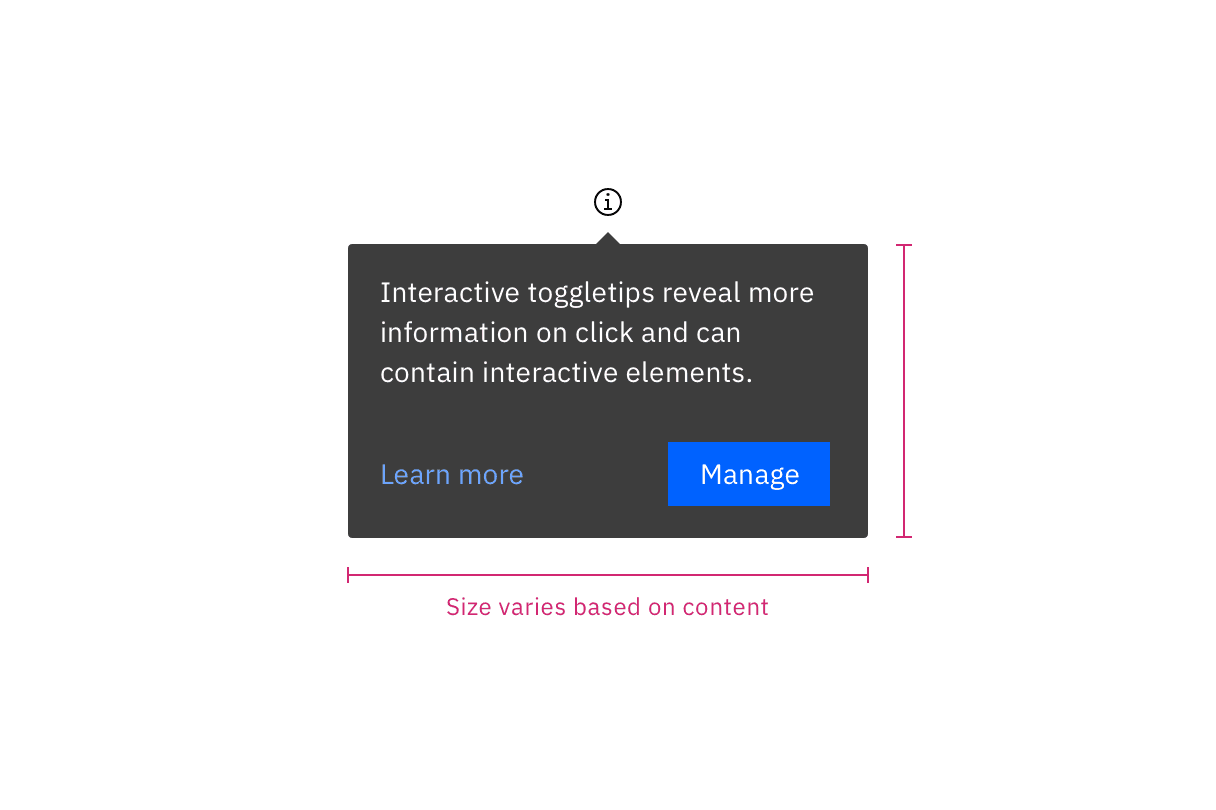 Interactive toggletips reveal more
information on click and can
contain interactive elements.
Learn more
Manage
Size varies based on content